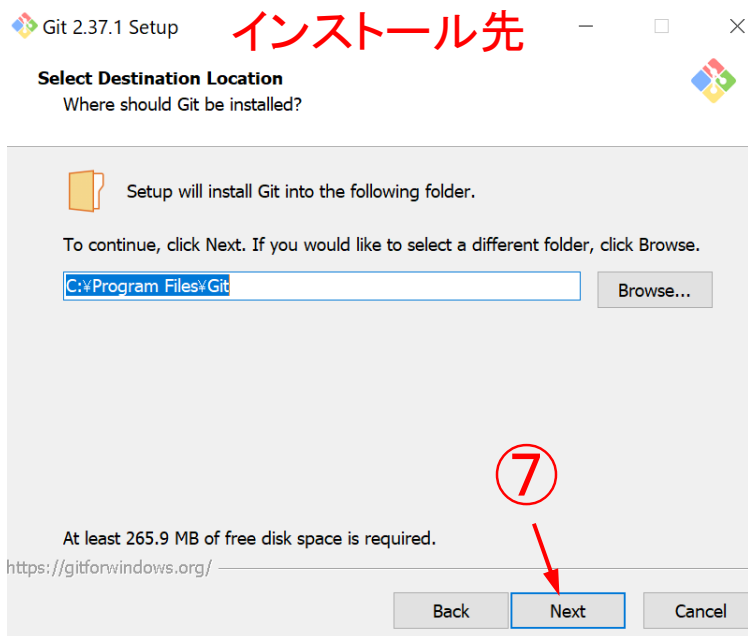 Git 2.37.1 Setup
インストール先
Select Destination Location
Where should Git be installed?
Setup will install Git into the following folder.
To continue, click Next. If you would like to select a different folder, click Browse.
C:¥Program Files¥Git
Browse...
⑦
At least 265.9 MB of free disk space is required.
https://gitforwindows.org/
Back
Next
Cancel